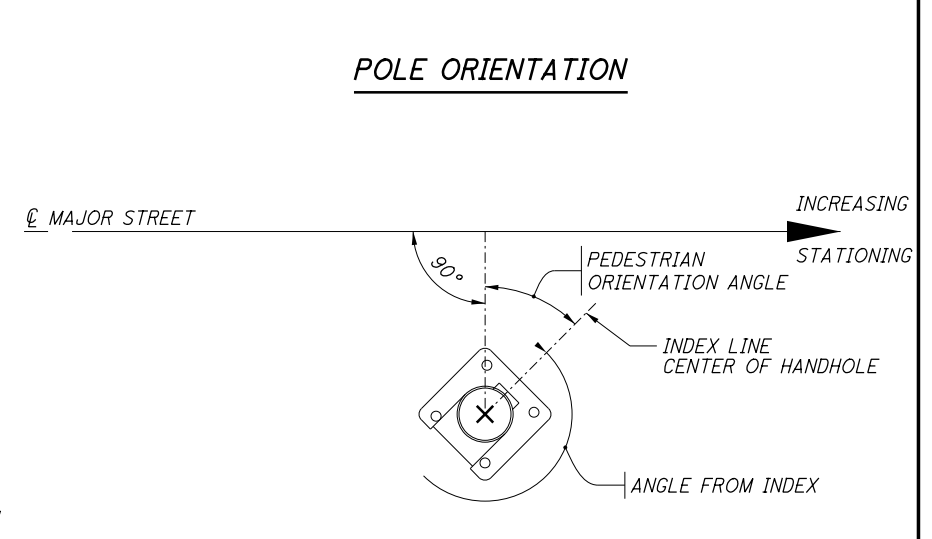 POLE ORIENTATION
℄ MAJOR STREET
INCREASING
STATIONING
90°
PEDESTRIAN
ORIENTATION ANGLE
INDEX LINE
CENTER OF HANDHOLE
ANGLE FROM INDEX